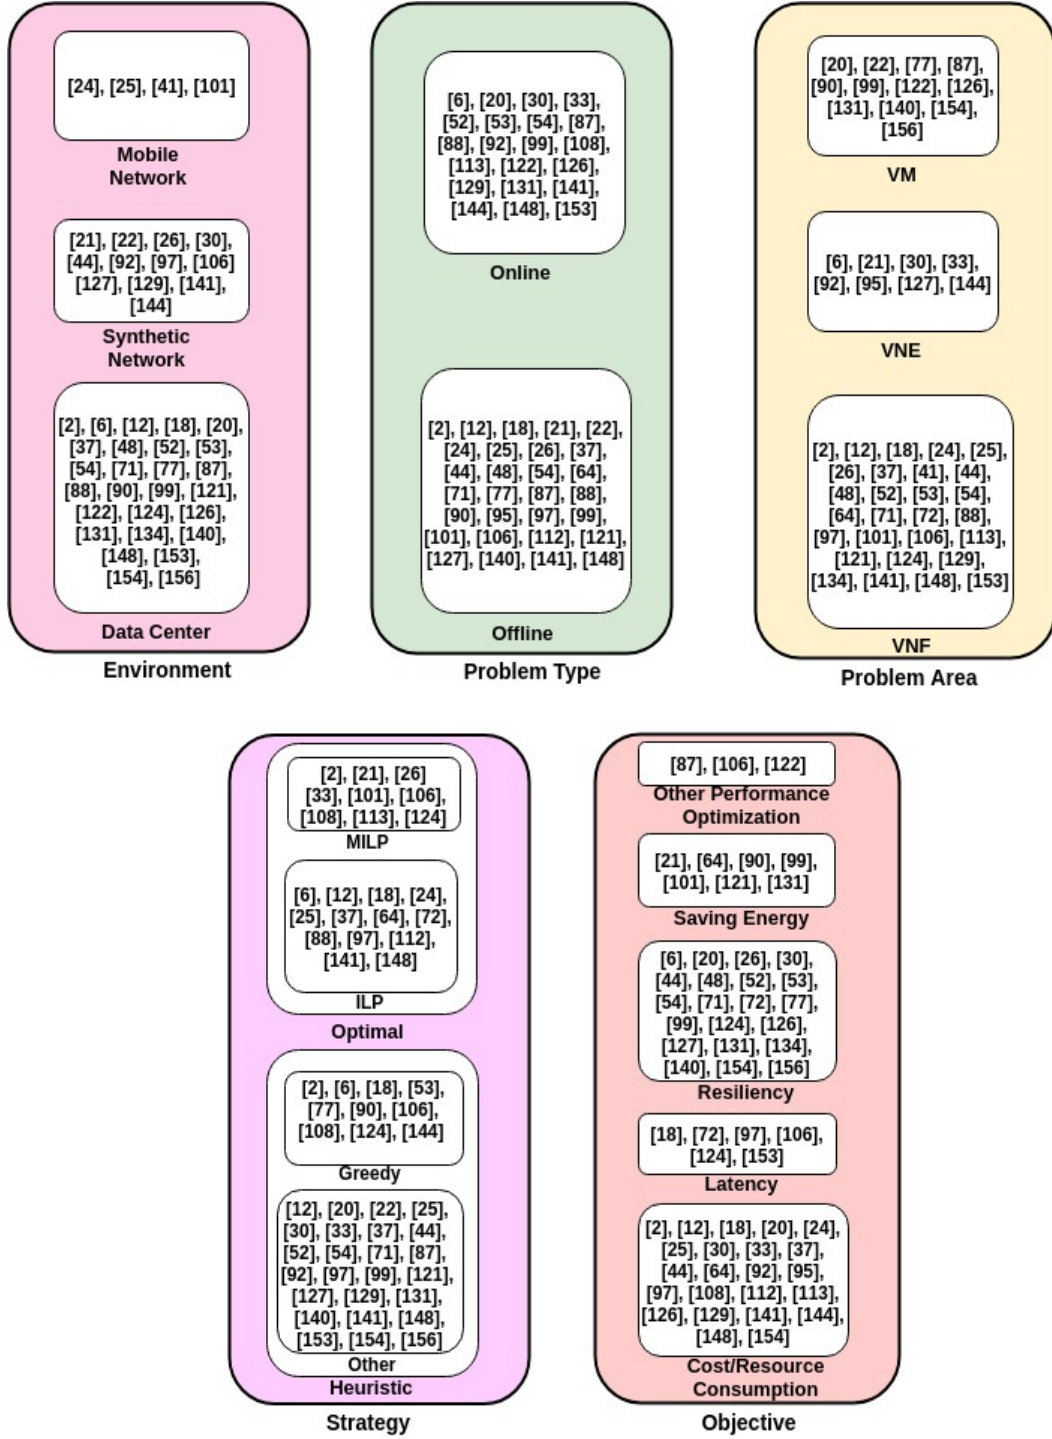 [24], [25], [41], [101]
Mobile
Network
[21], [22], [26], [30],
[44], [92], [97], [106]
[127], [129], [141],
[144]
Synthetic
Network
[2], [6], [12], [18], [20],
[37], [48], [52], [53],
[54], [71], [77], [87],
[88], [90], [99], [121],
[122], [124], [126],
[131], [134], [140],
[148], [153],
[154], [156]
Data Center
Environment
[6], [20], [30], [33],
[52], [53], [54], [87],
[88], [92], [99], [108],
[113], [122], [126],
[129], [131], [141],
[144], [148], [153]
Online
[2], [12], [18], [21], [22],
[24], [25], [26], [37],
[44], [48], [54], [64],
[71], [77], [87], [88],
[90], [95], [97], [99],
[101], [106], [112], [121],
[127], [140], [141], [148]
Offline
Problem Type
[20], [22], [77], [87],
[90], [99], [122], [126],
[131], [140], [154],
[156]
VM
[6], [21], [30], [33],
[92], [95], [127], [144]
VNE
[2], [12], [18], [24], [25],
[26], [37], [41], [44],
[48], [52], [53], [54],
[64], [71], [72], [88],
[97], [101], [106], [113],
[121], [124], [129],
[134], [141], [148], [153]
VNF
Problem Area
[2], [21], [26]
[33], [101], [106],
[108], [113], [124]
MILP
[6], [12], [18], [24],
[25], [37], [64], [72],
[88], [97], [112],
[141], [148]
ILP
Optimal
[2], [6], [18], [53],
[77], [90], [106],
[108], [124], [144]
Greedy
[12], [20], [22], [25],
[30], [33], [37], [44],
[52], [54], [71], [87],
[92], [97], [99], [121],
[127], [129], [131],
[140], [141], [148],
[153], [154], [156]
Other
Heuristic
Strategy
[87], [106], [122]
Other Performance
Optimization
[21], [64], [90], [99],
[101], [121], [131]
Saving Energy
[6], [20], [26], [30],
[44], [48], [52], [53],
[54], [71], [72], [77],
[99], [124], [126],
[127], [131], [134],
[140], [154], [156]
Resiliency
[18], [72], [97], [106],
[124], [153]
Latency
[2], [12], [18], [20], [24],
[25], [30], [33], [37],
[44], [64], [92], [95],
[97], [108], [112], [113],
[126], [129], [141], [144],
[148], [154]
Cost/Resource
Consumption
Objective